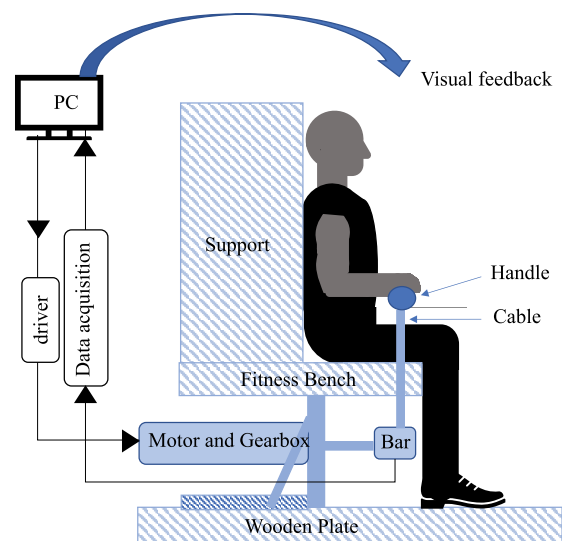 PC
Visual feedback
Support
Handle
Cable
driver
Data acquisition
Fitness Bench
Motor and Gearbox
Bar
Wooden Plate